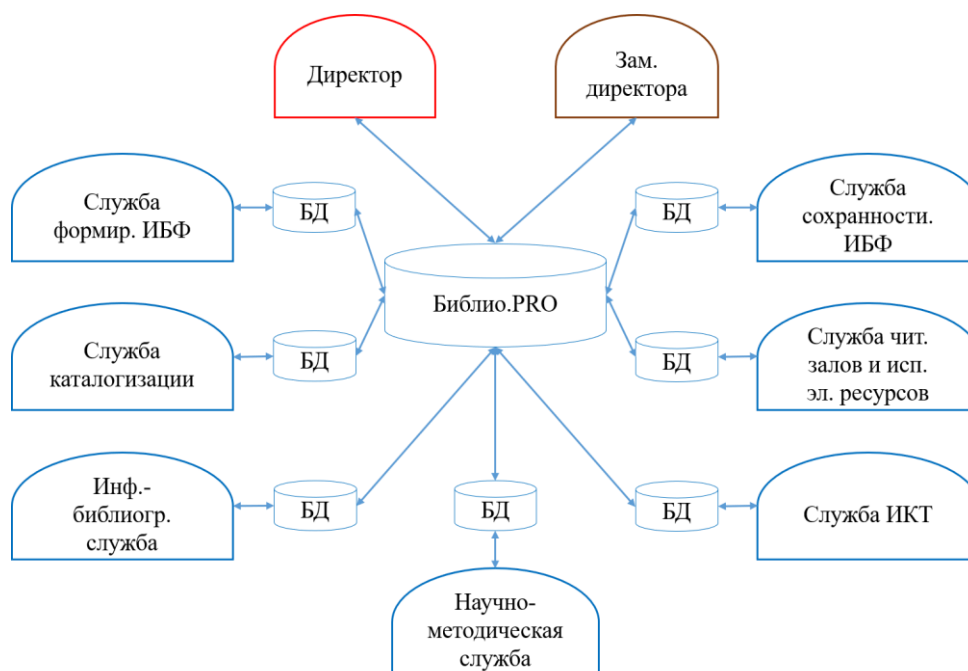 Директор
Зам.
директора
Служба
формир. ИБФ
БД
БД
Служба
сохранности.
ИБФ
Библио.PRO
Служба
каталогизации
БД
БД
Служба чит.
залов и исп.
эл. ресурсов
Инф.-
библиогр.
служба
БД
БД
БД
Служба ИКТ
Научно-
методическая
служба